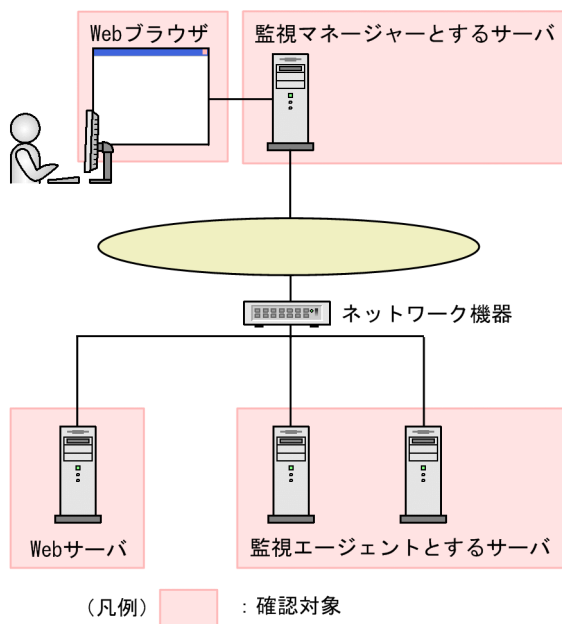 Webブラウザ
監視マネージャーとするサーバ
ネットワーク機器
Webサーバ
監視エージェントとするサーバ
(凡例) :確認対象